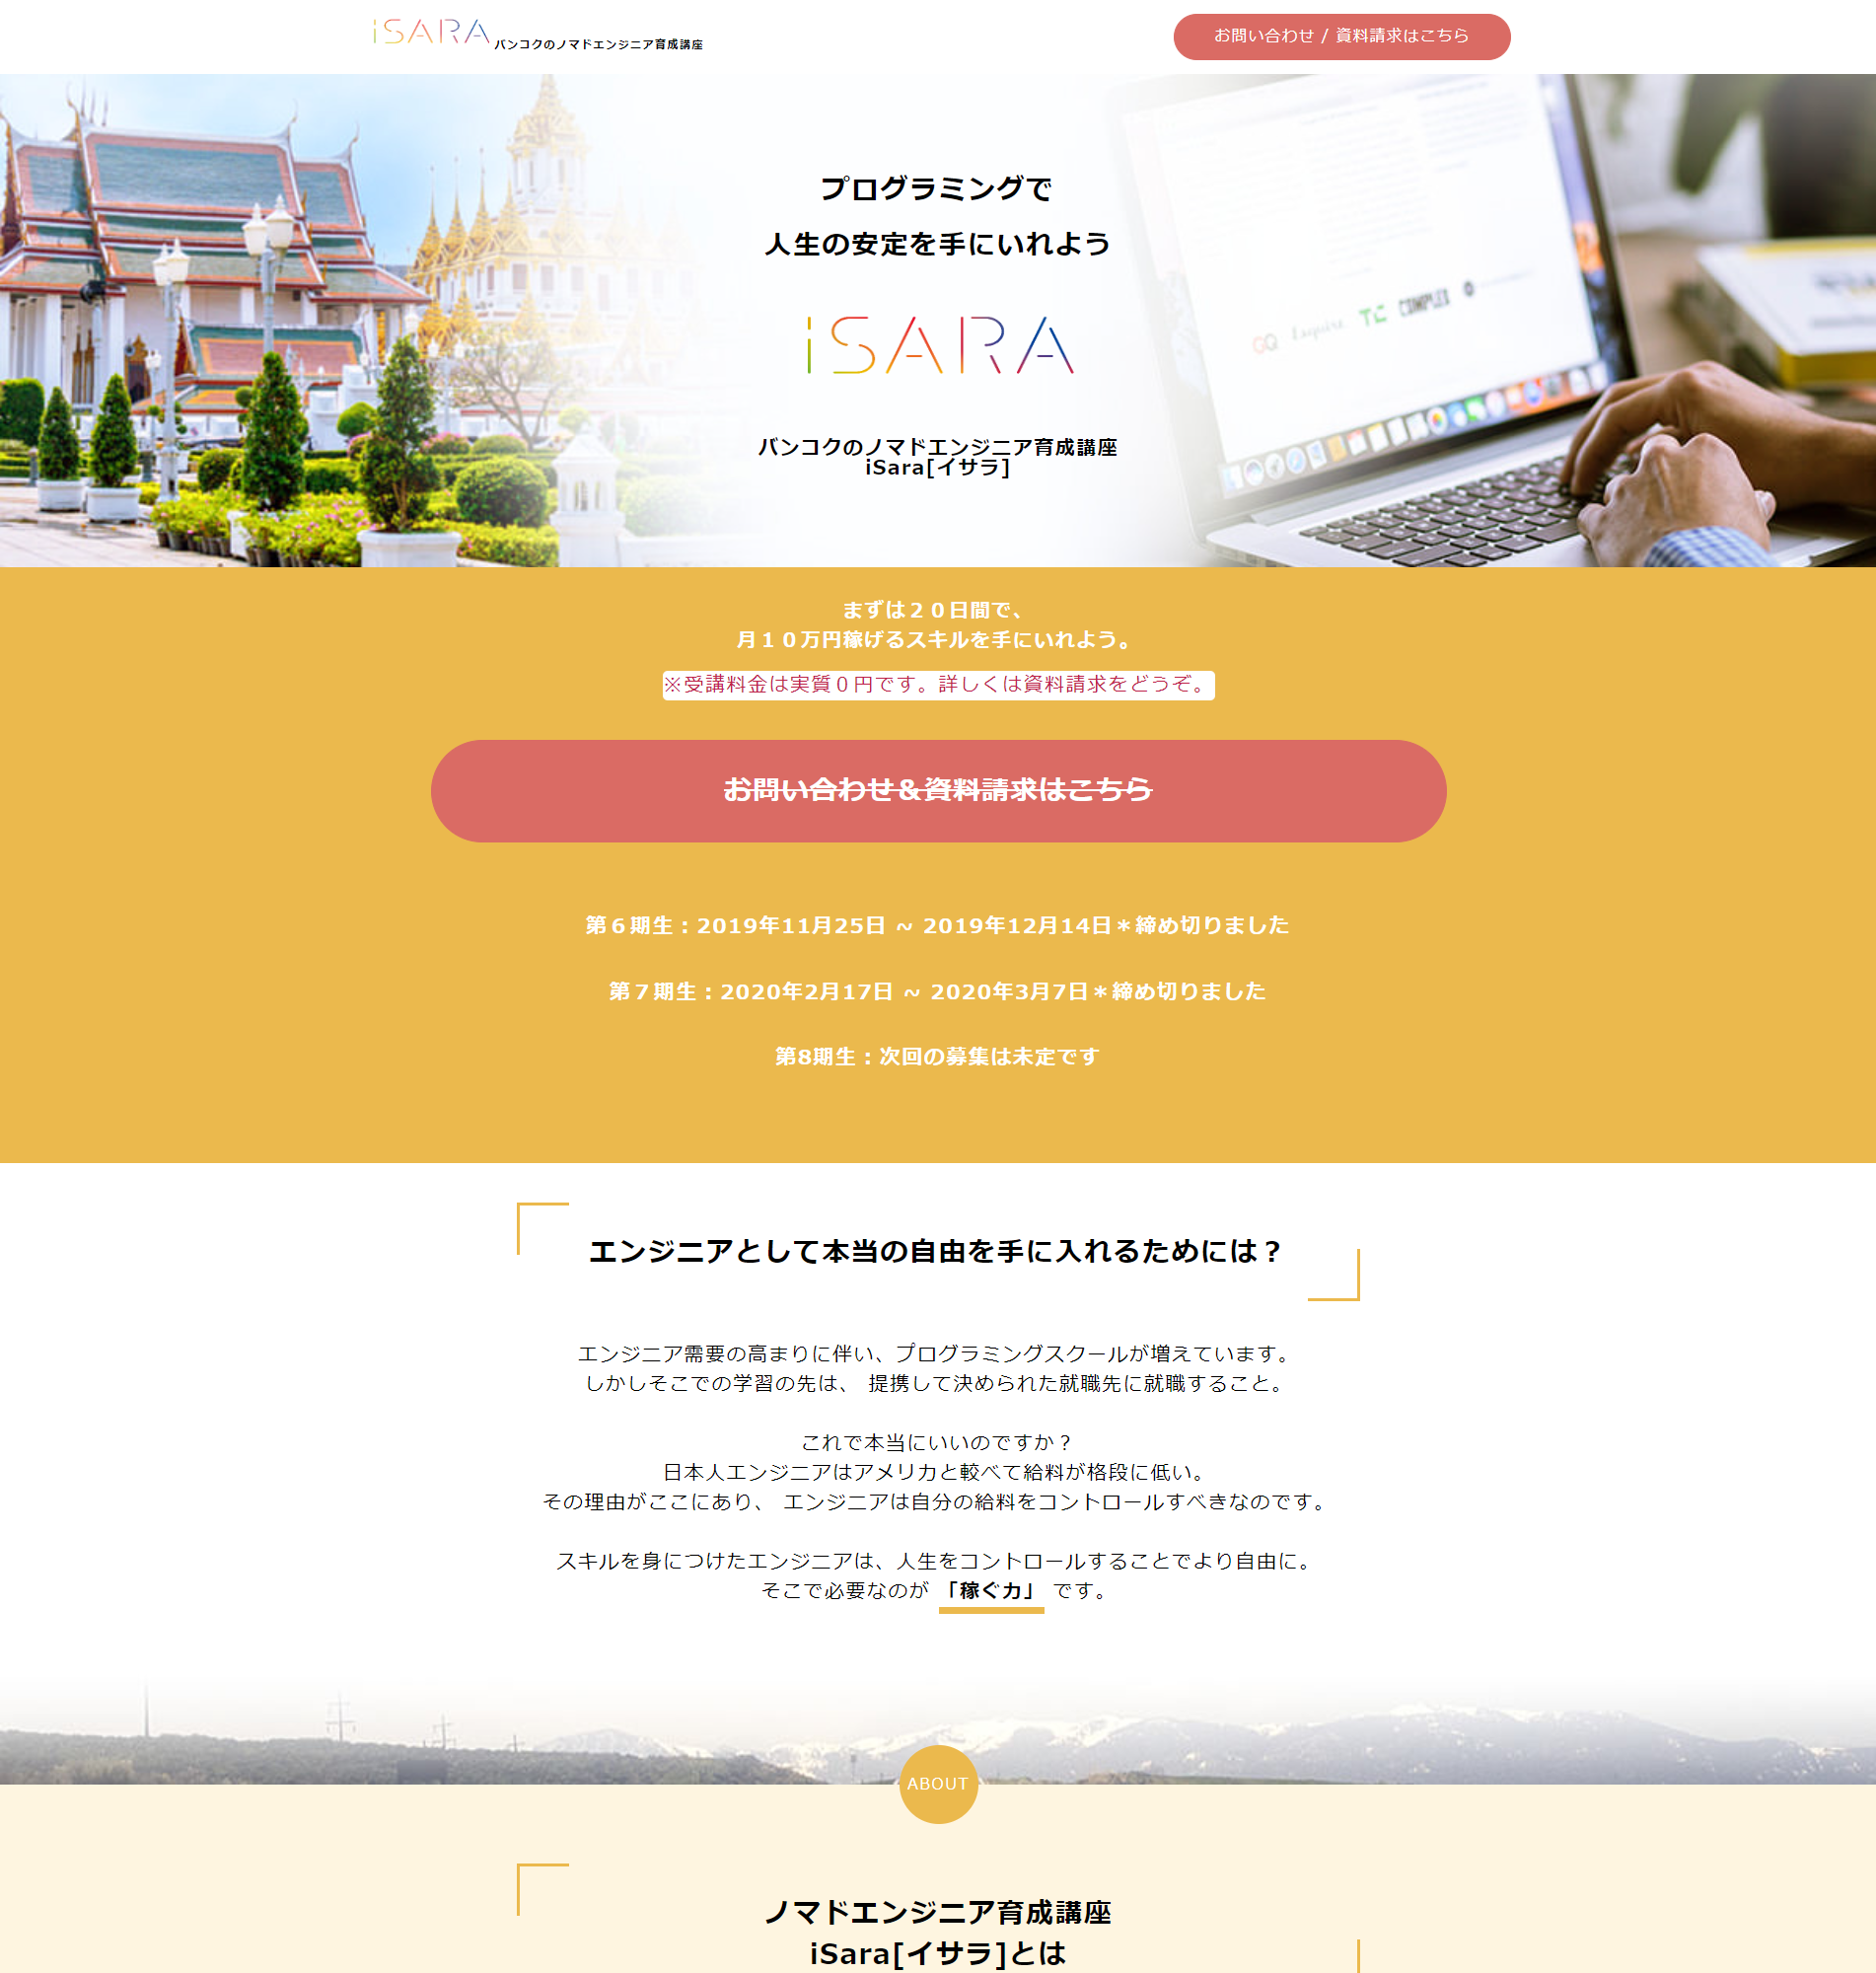 iSARA バンコクのノマドエンジニア育成講座
お問い合わせ / 資料請求はこちら
プログラミングで
人生の安定を手にいれよう
iSARA
バンコクのノマドエンジニア育成講座
iSara[イサラ]
GQ Esquire TC COMPLEX
まずは２０日間で、
月１０万円稼げるスキルを手にいれよう。
※受講料金は実質０円です。詳しくは資料請求をどうぞ。
お問い合わせ＆資料請求はこちら
第６期生：2019年11月25日 ~ 2019年12月14日＊締め切りました
第７期生：2020年2月17日 ~ 2020年3月7日＊締め切りました
第8期生：次回の募集は未定です
エンジニアとして本当の自由を手に入れるためには？
エンジニア需要の高まりに伴い、プログラミングスクールが増えています。
しかしそこでの学習の先は、 提携して決められた就職先に就職すること。
これで本当にいいのですか？
日本人エンジニアはアメリカと較べて給料が格段に低い。
その理由がここにあり、 エンジニアは自分の給料をコントロールすべきなのです。
スキルを身につけたエンジニアは、人生をコントロールすることでより自由に。
そこで必要なのが 「稼ぐ力」 です。
ABOUT
ノマドエンジニア育成講座
iSara[イサラ]とは